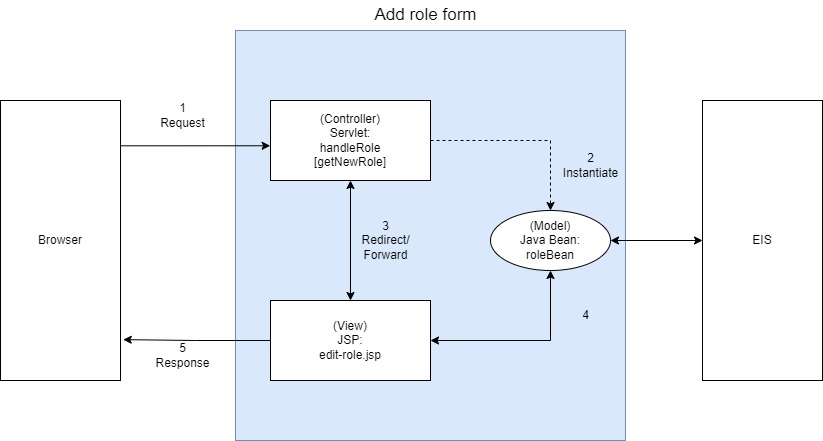 Add role form
1
Request
(Controller)
Servlet:
handleRole
[getNewRole]
2
Instantiate
Browser
3
Redirect/
Forward
(Model)
Java Bean:
roleBean
EIS
4
(View)
JSP:
edit-role.jsp
5
Response